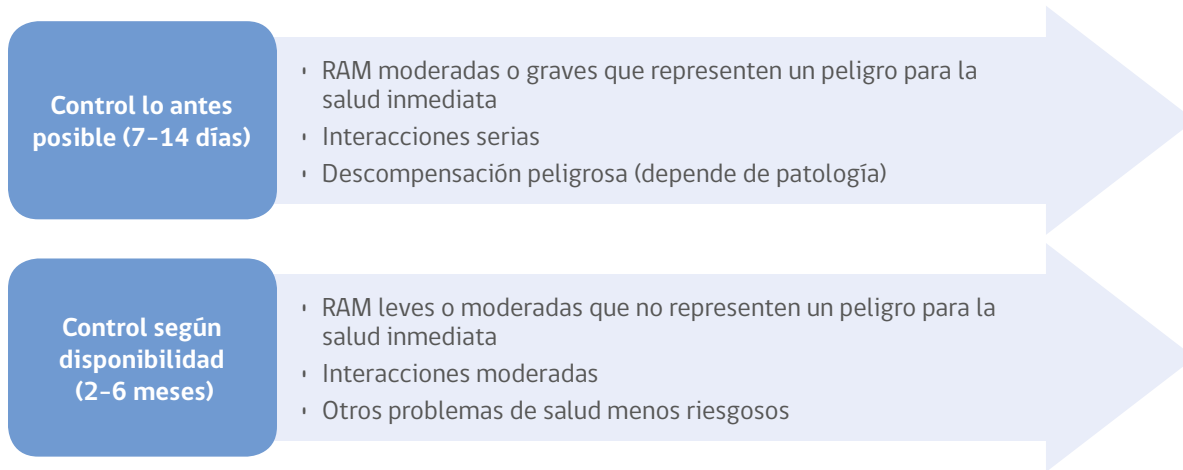 Control lo antes
posible (7-14 días)
· RAM moderadas o graves que representen un peligro para la
salud inmediata
· Interacciones serias
· Descompensación peligrosa (depende de patología)
Control según
disponibilidad
(2-6 meses)
· RAM leves o moderadas que no representen un peligro para la
salud inmediata
· Interacciones moderadas
· Otros problemas de salud menos riesgosos